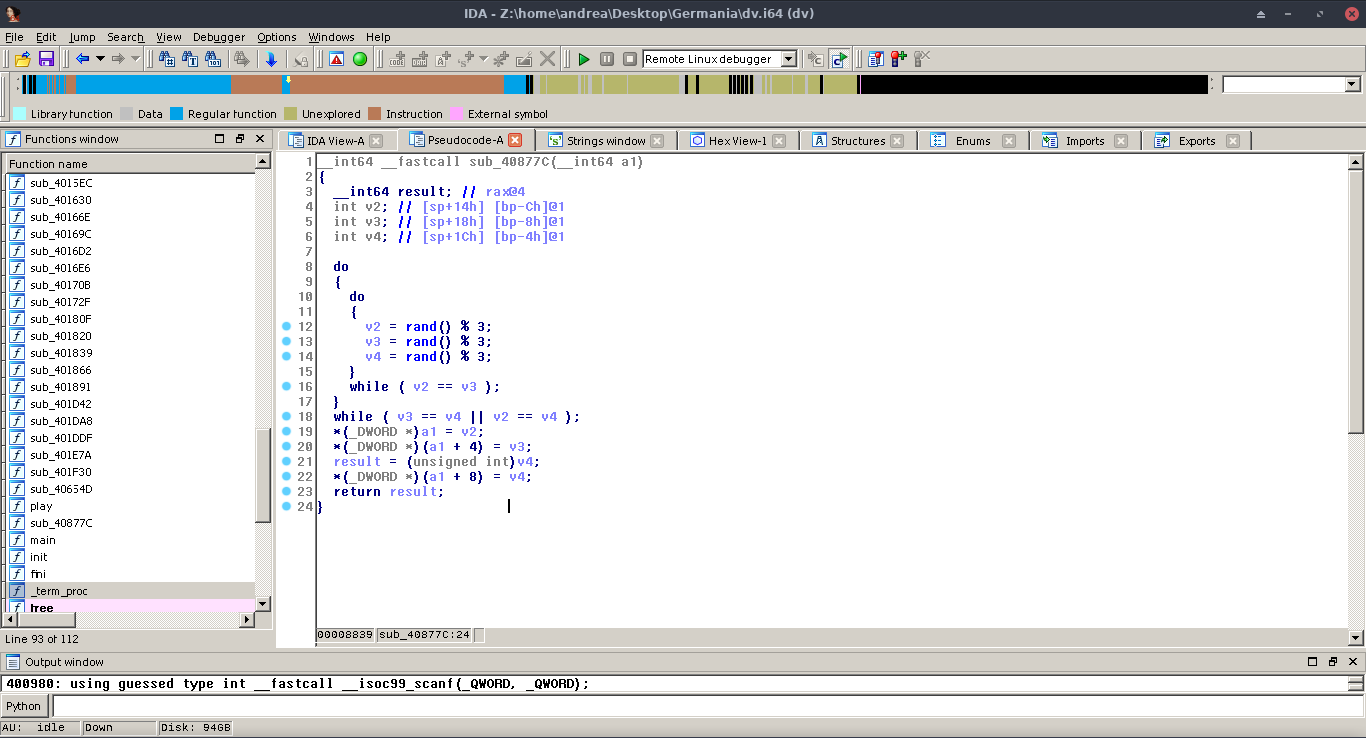 IDA - Z:\home\andrea\Desktop\Germania\dv.i64 (dv)
File Edit Jump Search View Debugger Options Windows Help
Remote Linux debugger
Library function Data Regular function Unexplored Instruction External symbol
Functions window
IDA View-A Pseudocode-A Strings window Hex View-1 Structures Enums Imports Exports
Function name
sub_4015EC
sub_401630
sub_40166E
sub_40169C
sub_4016D2
sub_4016E6
sub_40170B
sub_40172F
sub_40180F
sub_401820
sub_401839
sub_401866
sub_401891
sub_401D42
sub_401DA8
sub_401DDF
sub_401E7A
sub_401F30
sub_40654D
play
sub_40877C
main
init
fini
_term_proc
free
Line 93 of 112
1 __int64 __fastcall sub_40877C(__int64 a1)
2 {
3 __int64 result; // rax@4
4 int v2; // [sp+14h] [bp-Ch]@1
5 int v3; // [sp+18h] [bp-8h]@1
6 int v4; // [sp+1Ch] [bp-4h]@1
7
8 do
9 {
10 do
11 {
12 v2 = rand() % 3;
13 v3 = rand() % 3;
14 v4 = rand() % 3;
15 }
16 while ( v2 == v3 );
17 }
18 while ( v3 == v4 || v2 == v4 );
19 *(_DWORD *)a1 = v2;
20 *(_DWORD *)(a1 + 4) = v3;
21 result = (unsigned int)v4;
22 *(_DWORD *)(a1 + 8) = v4;
23 return result;
24 }
00008839 sub_40877C:24
Output window
400980: using guessed type int __fastcall __isoc99_scanf(_QWORD, _QWORD);
Python
AU: idle Down Disk: 94GB